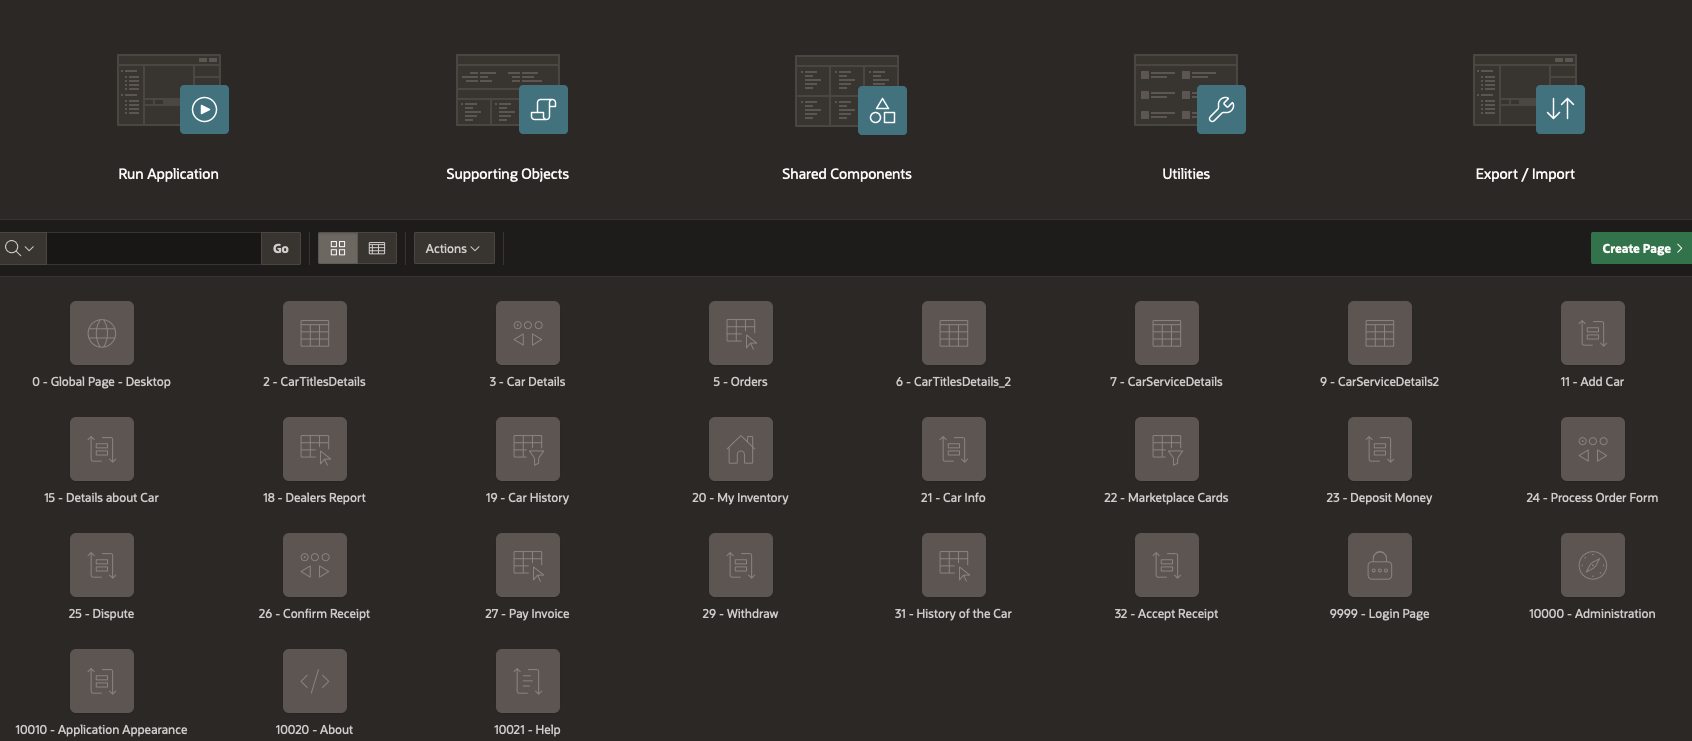 Run Application
Supporting Objects
Shared Components
Utilities
Export / Import
Go
Actions
Create Page
0 - Global Page - Desktop
2 - CarTitlesDetails
3 - Car Details
5 - Orders
6 - CarTitlesDetails_2
7 - CarServiceDetails
9 - CarServiceDetails2
11 - Add Car
15 - Details about Car
18 - Dealers Report
19 - Car History
20 - My Inventory
21 - Car Info
22 - Marketplace Cards
23 - Deposit Money
24 - Process Order Form
25 - Dispute
26 - Confirm Receipt
27 - Pay Invoice
29 - Withdraw
31 - History of the Car
32 - Accept Receipt
9999 - Login Page
10000 - Administration
10010 - Application Appearance
10020 - About
10021 - Help